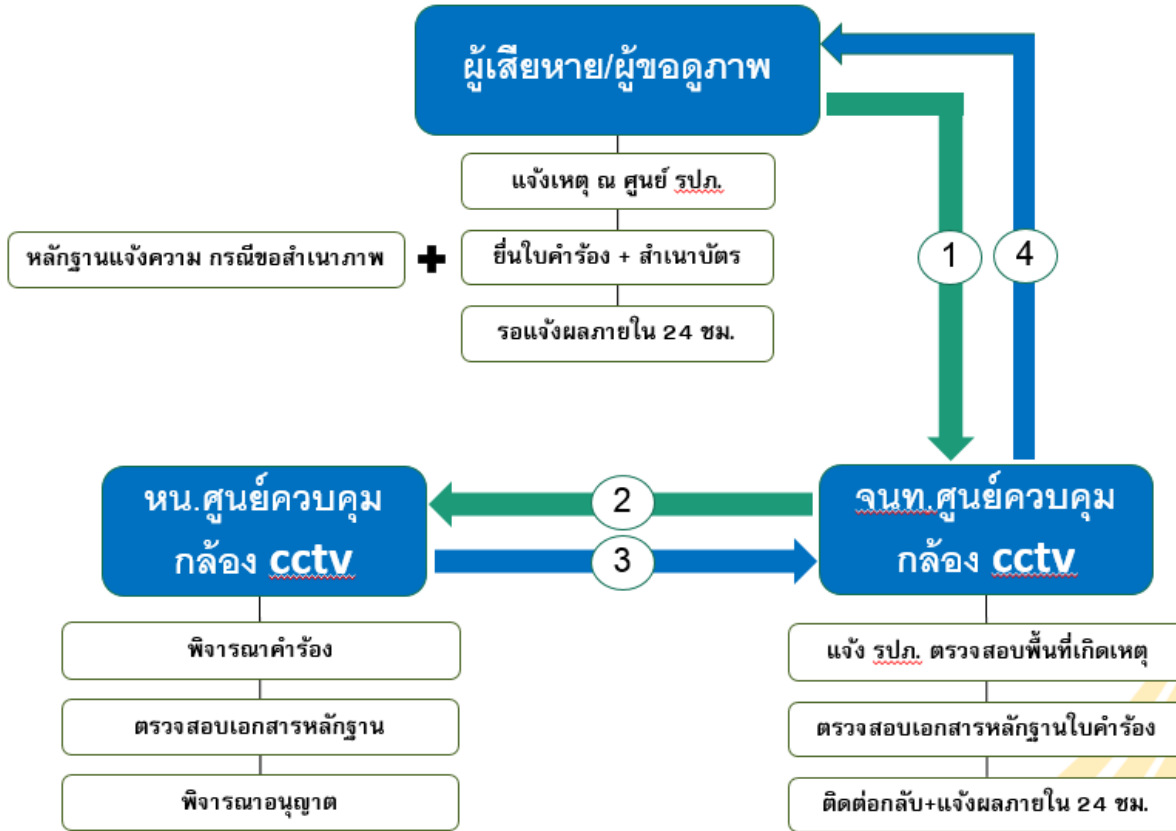 ผู้เสียหาย/ผู้ขอดูภาพ
แจ้งเหตุ ณ ศูนย์ รปภ.
หลักฐานแจ้งความ กรณีขอสำเนาภาพ
+
ยื่นใบคำร้อง + สำเนาบัตร
รอแจ้งผลภายใน 24 ชม.
1
4
หน.ศูนย์ควบคุม
กล้อง cctv
2
3
จนท.ศูนย์ควบคุม
กล้อง cctv
พิจารณาคำร้อง
ตรวจสอบเอกสารหลักฐาน
พิจารณาอนุญาต
แจ้ง รปภ. ตรวจสอบพื้นที่เกิดเหตุ
ตรวจสอบเอกสารหลักฐานใบคำร้อง
ติดต่อกลับ+แจ้งผลภายใน 24 ชม.